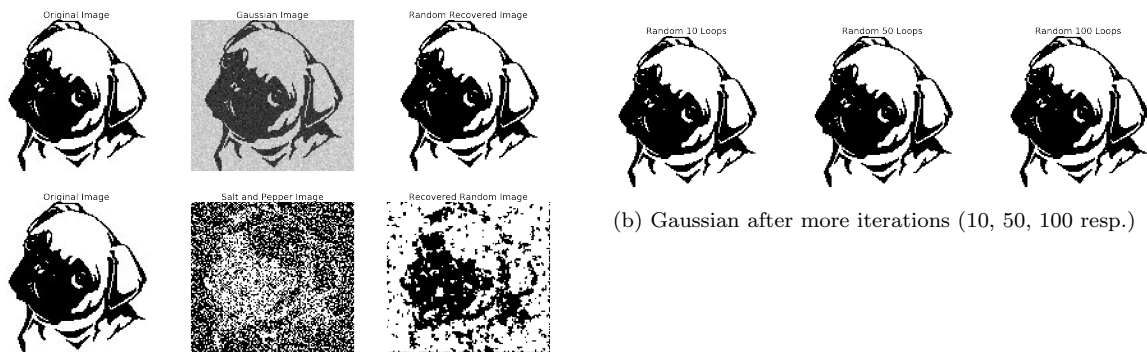 Original Image
Gaussian Image
Random Recovered Image
Original Image
Salt and Pepper Image
Recovered Random Image
Random 10 Loops
Random 50 Loops
Random 100 Loops
(b) Gaussian after more iterations (10, 50, 100 resp.)